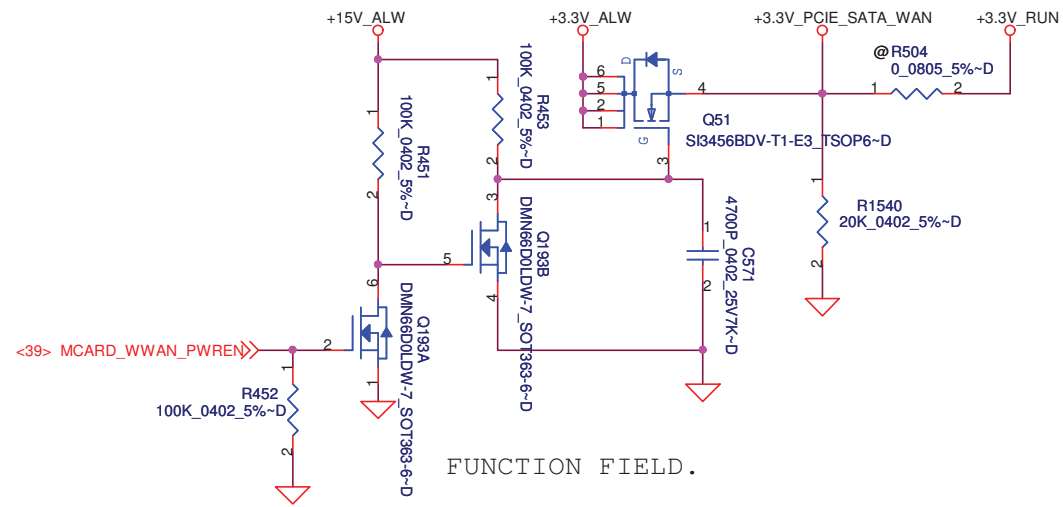 +15V_ALW
+3.3V_ALW
+3.3V_PCIE_SATA_WAN
+3.3V_RUN
@R504
0_0805_5%~D
1
2
1
R453
100K_0402_5%~D
2
D
S
6
5
2
1
4
Q51
SI3456BDV-T1-E3_TSOP6~D
G
3
1
R451
100K_0402_5%~D
2
3
Q193B
DMN66D0LDW-7_SOT363-6~D
5
4
1
C571
4700P_0402_25V7K~D
2
1
R1540
20K_0402_5%~D
2
6
Q193A
DMN66D0LDW-7_SOT363-6~D
<39> MCARD_WWAN_PWREN
2
1
1
R452
100K_0402_5%~D
2
FUNCTION FIELD.